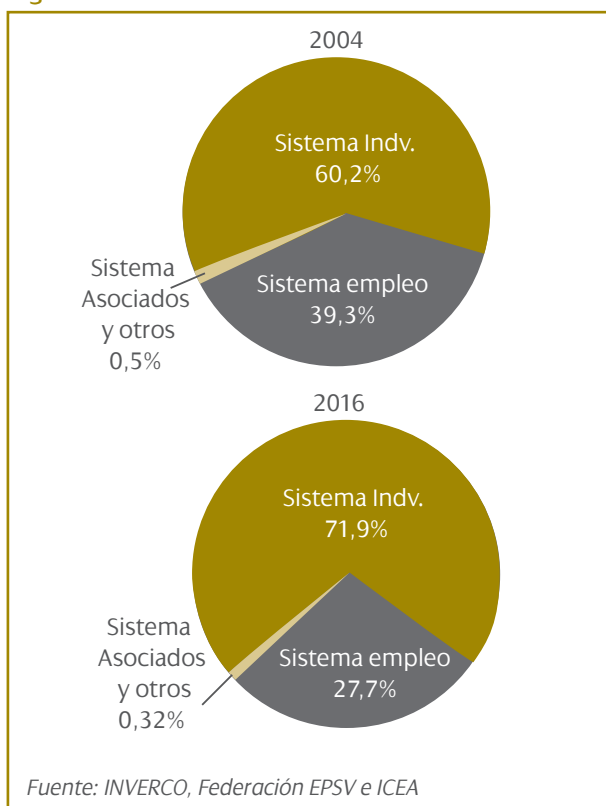 2004
Sistema Indv.
60,2%
Sistema empleo
39,3%
Sistema
Asociados
y otros
0,5%
2016
Sistema Indv.
71,9%
Sistema empleo
27,7%
Sistema
Asociados
y otros
0,32%
Fuente: INVERCO, Federación EPSV e ICEA